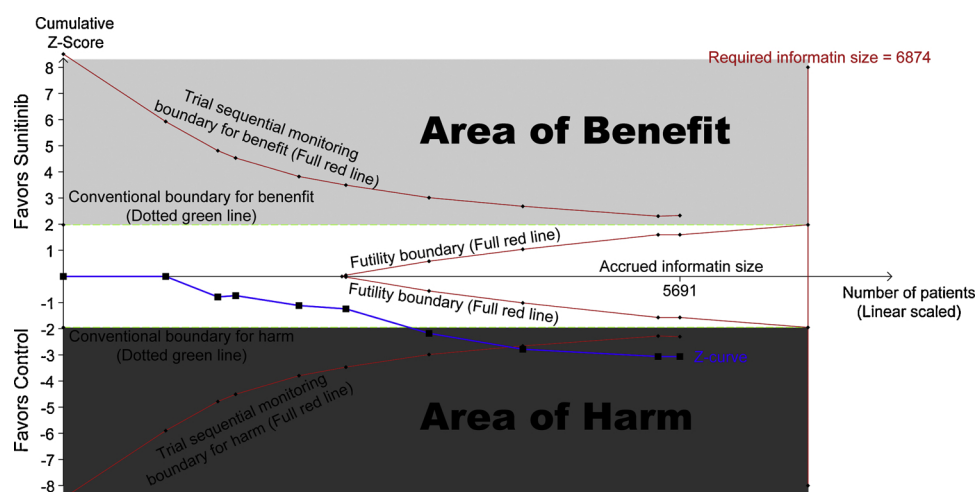 Cumulative
Z-Score
Required informatin size = 6874
8
7
6
5
4
3
2
1
-1
-2
-3
-4
-5
-6
-7
-8
Favors Sunitinib
Favors Control
Trial sequential monitoring
boundary for benefit (Full red line)
Area of Benefit
Conventional boundary for benenfit
(Dotted green line)
Futility boundary (Full red line)
Accrued informatin size
5691
Number of patients
(Linear scaled)
Futility boundary (Full red line)
Conventional boundary for harm
(Dotted green line)
Z-curve
Trial sequential monitoring
boundary for harm (Full red line)
Area of Harm